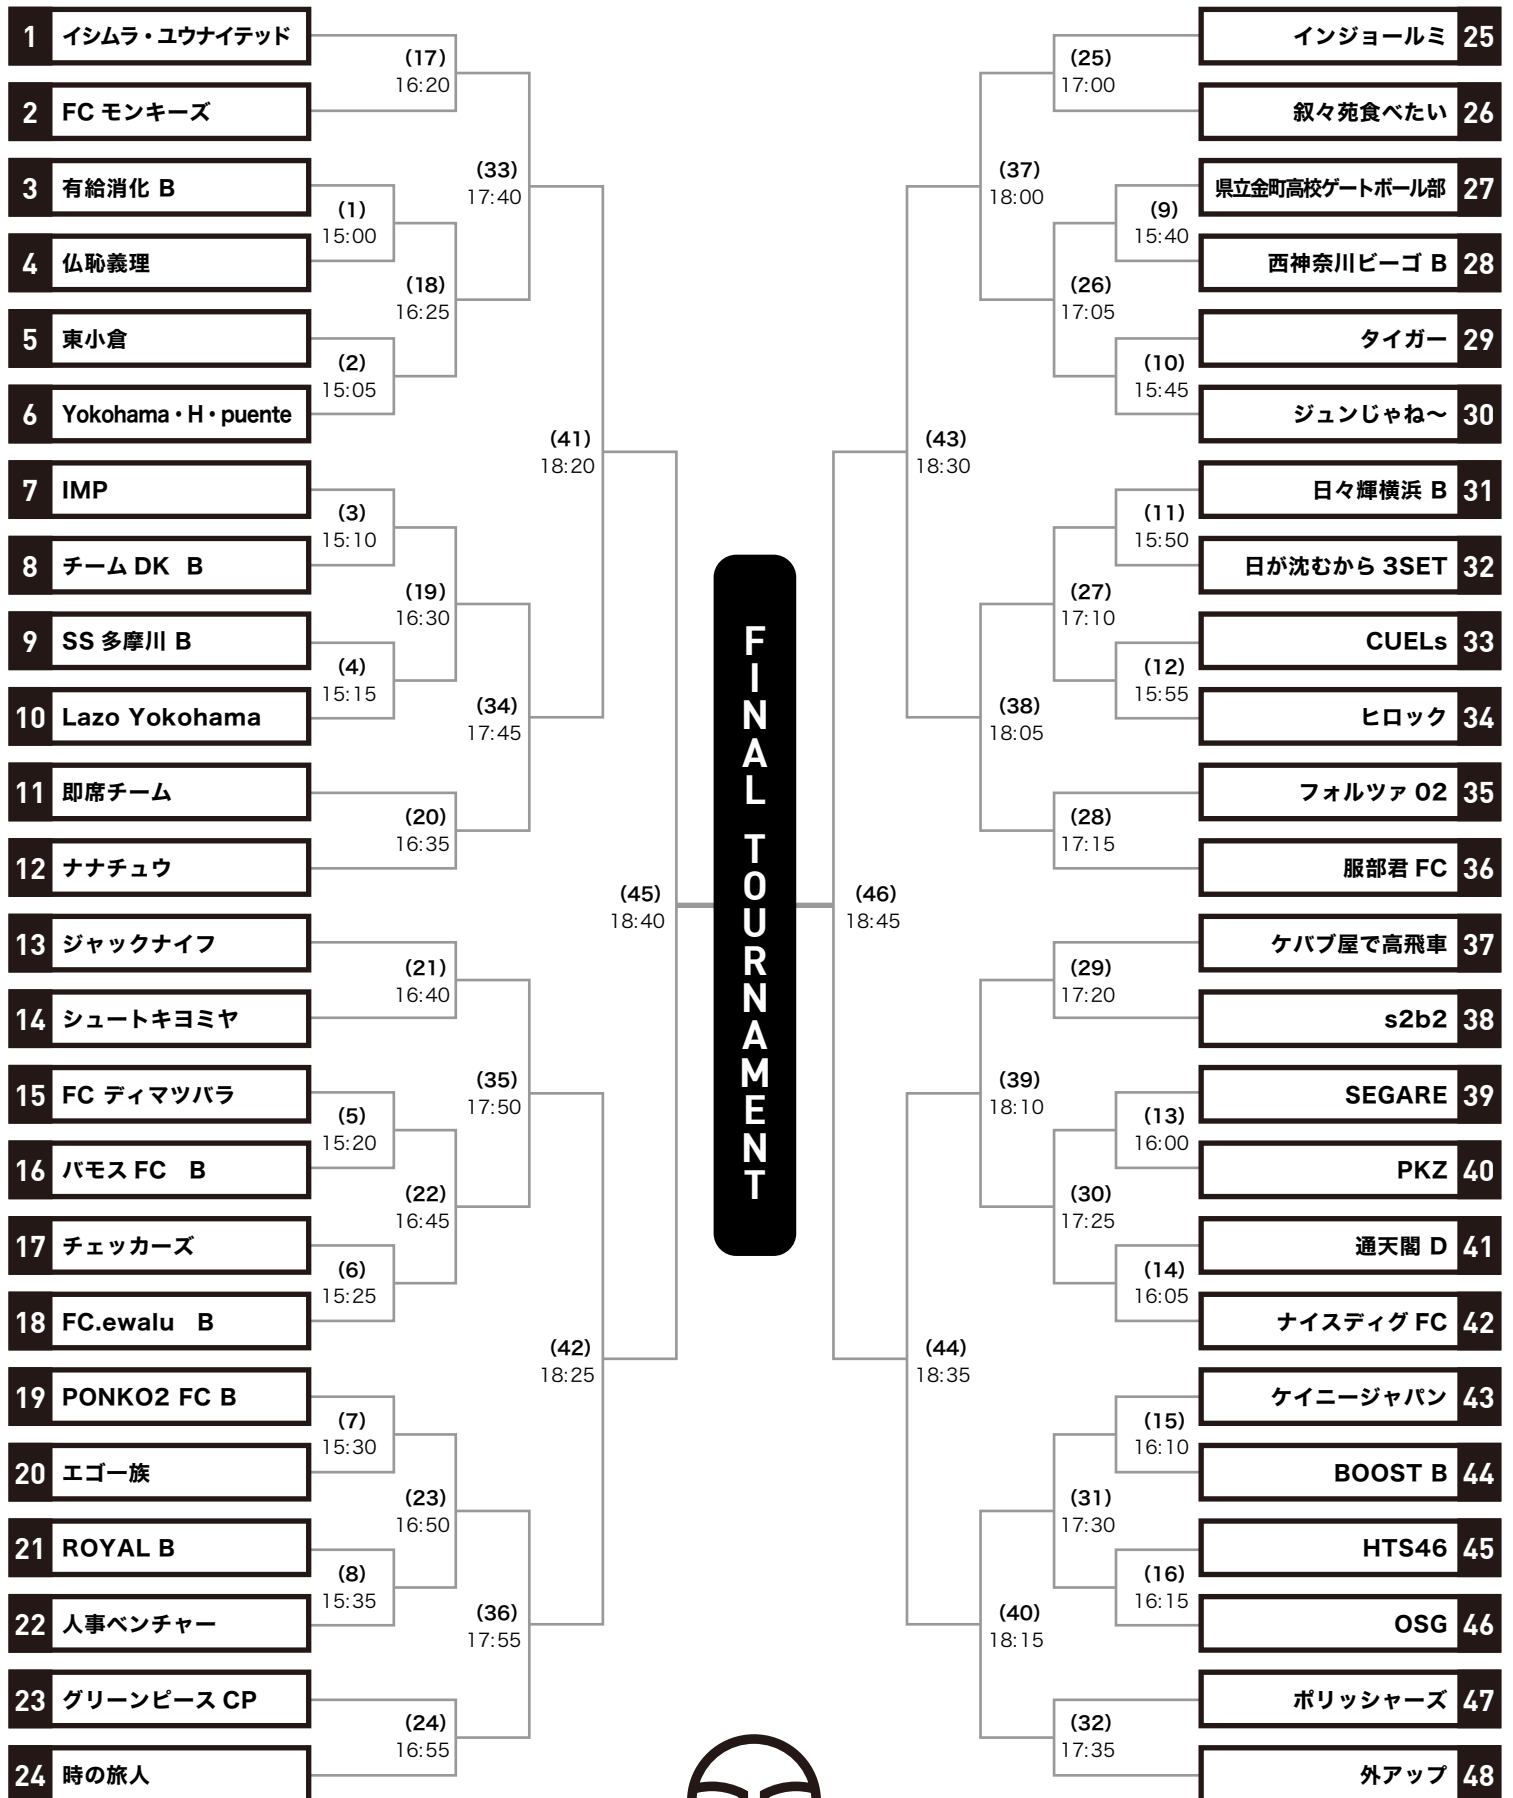 1 イシムラ・ユウナイテッド
2 FC モンキーズ
3 有給消化 B
4 仏恥義理
5 東小倉
6 Yokohama・H・puente
7 IMP
8 チーム DK B
9 SS 多摩川 B
10 Lazo Yokohama
11 即席チーム
12 ナナチュウ
13 ジャックナイフ
14 シュートキヨミヤ
15 FC ディマツバラ
16 バモス FC B
17 チェッカーズ
18 FC.ewalu B
19 PONKO2 FC B
20 エゴ一族
21 ROYAL B
22 人事ベンチャー
23 グリーンピース CP
24 時の旅人
(1)
15:00
(2)
15:05
(3)
15:10
(4)
15:15
(5)
15:20
(6)
15:25
(7)
15:30
(8)
15:35
(17)
16:20
(18)
16:25
(19)
16:30
(20)
16:35
(21)
16:40
(22)
16:45
(23)
16:50
(24)
16:55
(33)
17:40
(34)
17:45
(35)
17:50
(36)
17:55
(41)
18:20
(42)
18:25
(45)
18:40
FINAL TOURNAMENT
(46)
18:45
(43)
18:30
(44)
18:35
(37)
18:00
(38)
18:05
(39)
18:10
(40)
18:15
(25)
17:00
(26)
17:05
(27)
17:10
(28)
17:15
(29)
17:20
(30)
17:25
(31)
17:30
(32)
17:35
(9)
15:40
(10)
15:45
(11)
15:50
(12)
15:55
(13)
16:00
(14)
16:05
(15)
16:10
(16)
16:15
インジョールミ 25
叙々苑食べたい 26
県立金町高校ゲートボール部 27
西神奈川ビーゴ B 28
タイガー 29
ジュンじゃね〜 30
日々輝横浜 B 31
日が沈むから 3SET 32
CUELs 33
ヒロック 34
フォルツァ 02 35
服部君 FC 36
ケバブ屋で高飛車 37
s2b2 38
SEGARE 39
PKZ 40
通天閣 D 41
ナイスディグ FC 42
ケイニージャパン 43
BOOST B 44
HTS46 45
OSG 46
ポリッシャーズ 47
外アップ 48